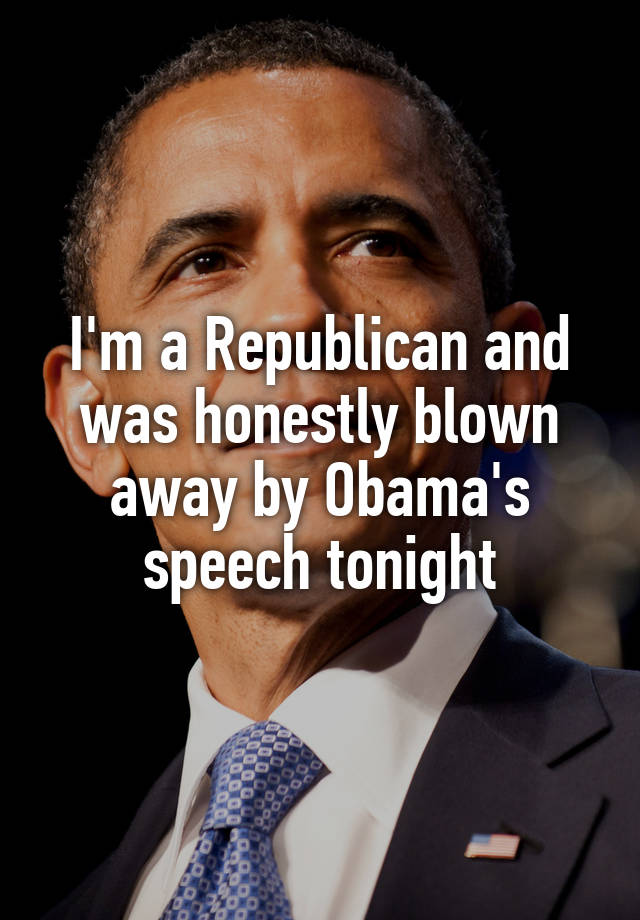 I'm a Republican and
was honestly blown
away by Obama's
speech tonight